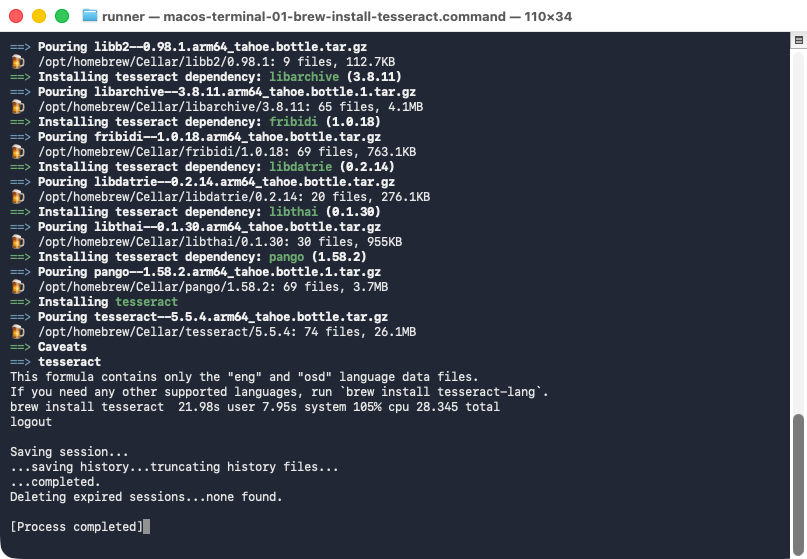 runner — macos-terminal-01-brew-install-tesseract.command — 110×34
==> Pouring libb2--0.98.1.arm64_tahoe.bottle.tar.gz
🍺  /opt/homebrew/Cellar/libb2/0.98.1: 9 files, 112.7KB
==> Installing tesseract dependency: libarchive (3.8.11)
==> Pouring libarchive--3.8.11.arm64_tahoe.bottle.1.tar.gz
🍺  /opt/homebrew/Cellar/libarchive/3.8.11: 65 files, 4.1MB
==> Installing tesseract dependency: fribidi (1.0.18)
==> Pouring fribidi--1.0.18.arm64_tahoe.bottle.tar.gz
🍺  /opt/homebrew/Cellar/fribidi/1.0.18: 69 files, 763.1KB
==> Installing tesseract dependency: libdatrie (0.2.14)
==> Pouring libdatrie--0.2.14.arm64_tahoe.bottle.tar.gz
🍺  /opt/homebrew/Cellar/libdatrie/0.2.14: 20 files, 276.1KB
==> Installing tesseract dependency: libthai (0.1.30)
==> Pouring libthai--0.1.30.arm64_tahoe.bottle.tar.gz
🍺  /opt/homebrew/Cellar/libthai/0.1.30: 30 files, 955KB
==> Installing tesseract dependency: pango (1.58.2)
==> Pouring pango--1.58.2.arm64_tahoe.bottle.1.tar.gz
🍺  /opt/homebrew/Cellar/pango/1.58.2: 69 files, 3.7MB
==> Installing tesseract
==> Pouring tesseract--5.5.4.arm64_tahoe.bottle.tar.gz
🍺  /opt/homebrew/Cellar/tesseract/5.5.4: 74 files, 26.1MB
==> Caveats
==> tesseract
This formula contains only the "eng" and "osd" language data files.
If you need any other supported languages, run `brew install tesseract-lang`.
brew install tesseract  21.98s user 7.95s system 105% cpu 28.345 total
logout
Saving session...
...saving history...truncating history files...
...completed.
Deleting expired sessions...none found.
[Process completed]